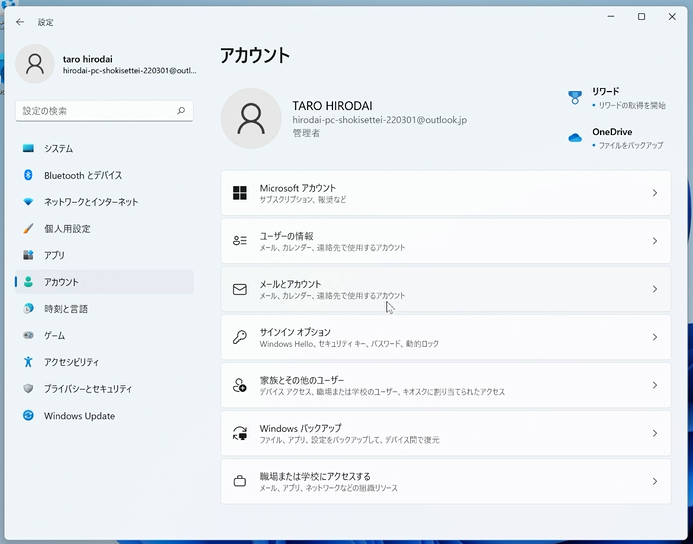 設定
taro hirodai
hirodai-pc-shokisettei-220301@outl...
設定の検索
システム
Bluetooth とデバイス
ネットワークとインターネット
個人用設定
アプリ
アカウント
時刻と言語
ゲーム
アクセシビリティ
プライバシーとセキュリティ
Windows Update
アカウント
TARO HIRODAI
hirodai-pc-shokisettei-220301@outlook.jp
管理者
リワード
• リワードの取得を開始
OneDrive
• ファイルをバックアップ
Microsoft アカウント
サブスクリプション、報奨など
ユーザーの情報
メール、カレンダー、連絡先で使用するアカウント
メールとアカウント
メール、カレンダー、連絡先で使用するアカウント
サインイン オプション
Windows Hello、セキュリティ キー、パスワード、動的ロック
家族とその他のユーザー
デバイス アクセス、職場または学校のユーザー、キオスクに割り当てられたアクセス
Windows バックアップ
ファイル、アプリ、設定をバックアップして、デバイス間で復元
職場または学校にアクセスする
メール、アプリ、ネットワークなどの組織リソース